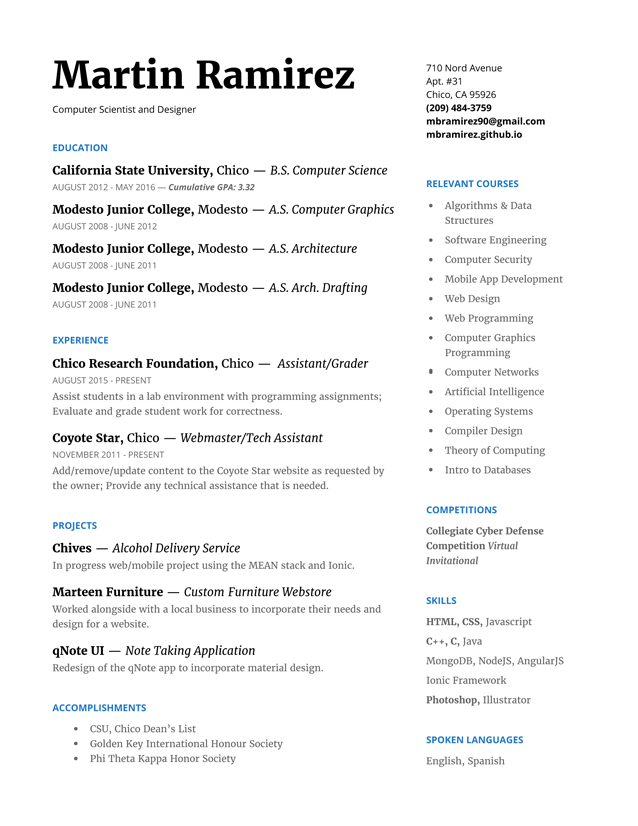 Martin Ramirez
Computer Scientist and Designer
EDUCATION
California State University, Chico — B.S. Computer Science
AUGUST 2012 - MAY 2016 — Cumulative GPA: 3.32
Modesto Junior College, Modesto — A.S. Computer Graphics
AUGUST 2008 - JUNE 2012
Modesto Junior College, Modesto — A.S. Architecture
AUGUST 2008 - JUNE 2011
Modesto Junior College, Modesto — A.S. Arch. Drafting
AUGUST 2008 - JUNE 2011
EXPERIENCE
Chico Research Foundation, Chico — Assistant/Grader
AUGUST 2015 - PRESENT
Assist students in a lab environment with programming assignments;
Evaluate and grade student work for correctness.
Coyote Star, Chico — Webmaster/Tech Assistant
NOVEMBER 2011 - PRESENT
Add/remove/update content to the Coyote Star website as requested by
the owner; Provide any technical assistance that is needed.
PROJECTS
Chives — Alcohol Delivery Service
In progress web/mobile project using the MEAN stack and Ionic.
Marteen Furniture — Custom Furniture Webstore
Worked alongside with a local business to incorporate their needs and
design for a website.
qNote UI — Note Taking Application
Redesign of the qNote app to incorporate material design.
ACCOMPLISHMENTS
• CSU, Chico Dean's List
• Golden Key International Honour Society
• Phi Theta Kappa Honor Society
710 Nord Avenue
Apt. #31
Chico, CA 95926
(209) 484-3759
mbramirez90@gmail.com
mbramirez.github.io
RELEVANT COURSES
• Algorithms & Data
Structures
• Software Engineering
• Computer Security
• Mobile App Development
• Web Design
• Web Programming
• Computer Graphics
Programming
• Computer Networks
• Artificial Intelligence
• Operating Systems
• Compiler Design
• Theory of Computing
• Intro to Databases
COMPETITIONS
Collegiate Cyber Defense
Competition Virtual
Invitational
SKILLS
HTML, CSS, Javascript
C++, C, Java
MongoDB, NodeJS, AngularJS
Ionic Framework
Photoshop, Illustrator
SPOKEN LANGUAGES
English, Spanish